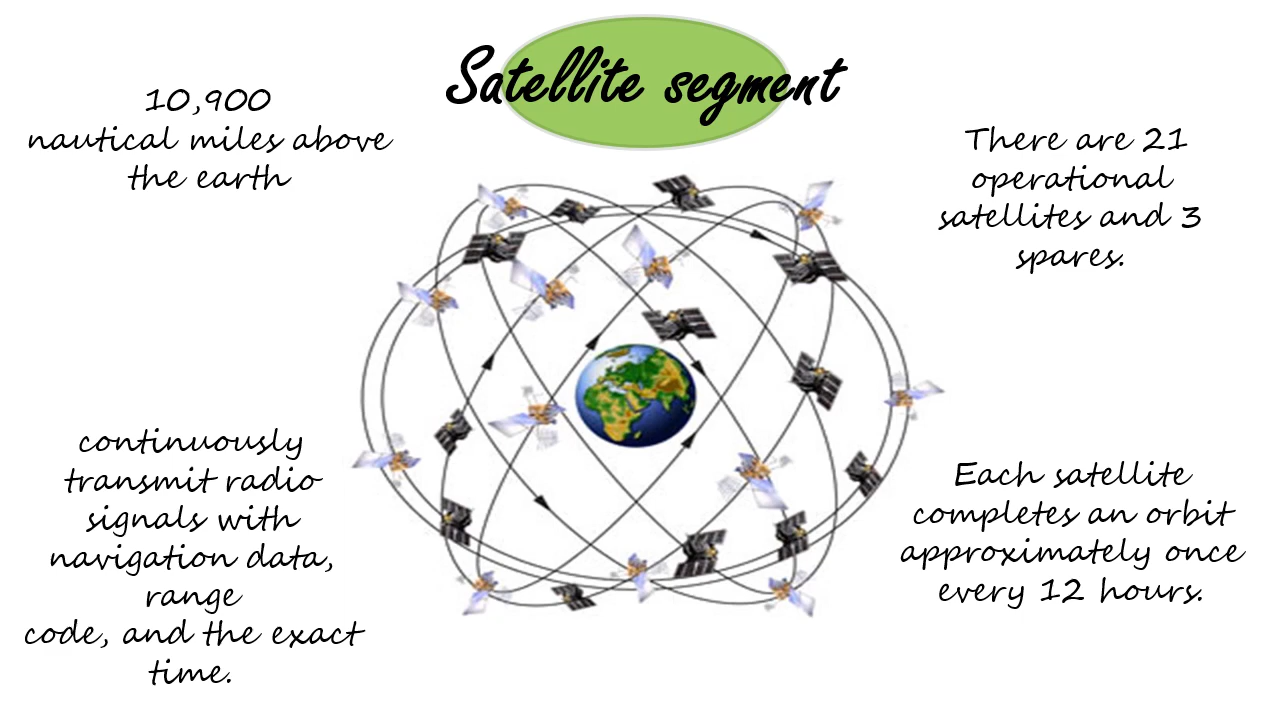 Satellite segment
10,900
nautical miles above
the earth
There are 21
operational
satellites and 3
spares.
continuously
transmit radio
signals with
navigation data,
range
code, and the exact
time.
Each satellite
completes an orbit
approximately once
every 12 hours.